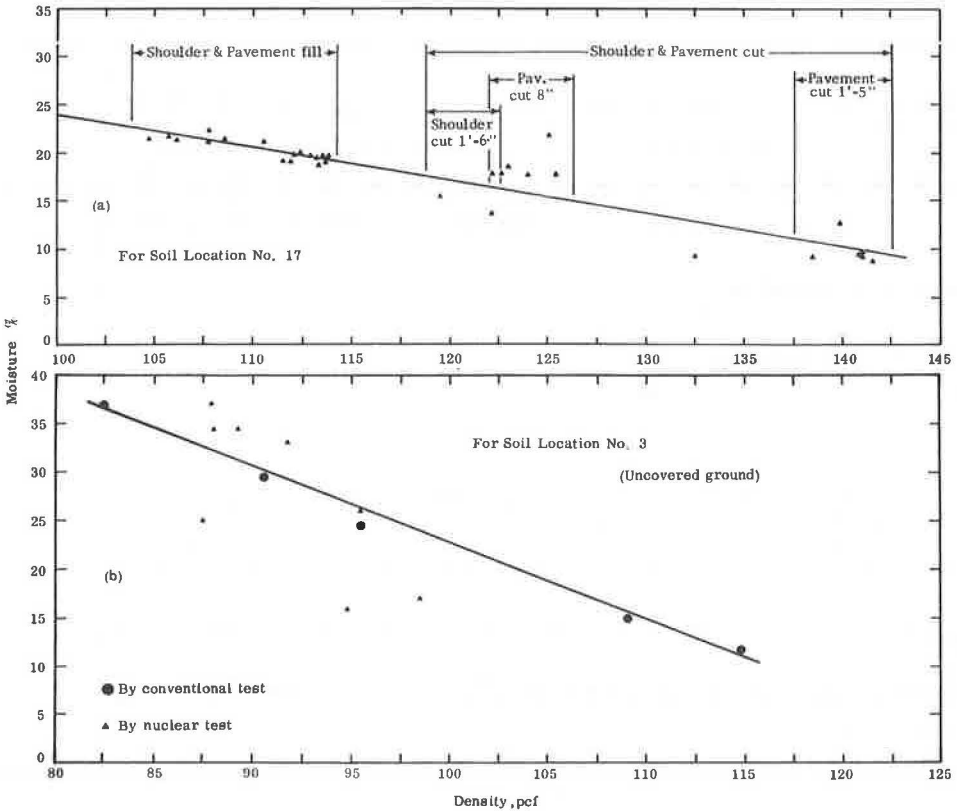 35
30
25
20
15
10
5
0
Shoulder & Pavement fill
Shoulder & Pavement cut
Pav.
cut 8"
Pavement
cut 1'-5"
Shoulder
cut 1'-6"
(a)
For Soil Location No. 17
100 105 110 115 120 125 130 135 140 145
Moisture %
40
35
30
25
20
15
10
5
0
For Soil Location No. 3
(Uncovered ground)
(b)
By conventional test
By nuclear test
80 85 90 95 100 105 110 115 120 125
Density, pcf